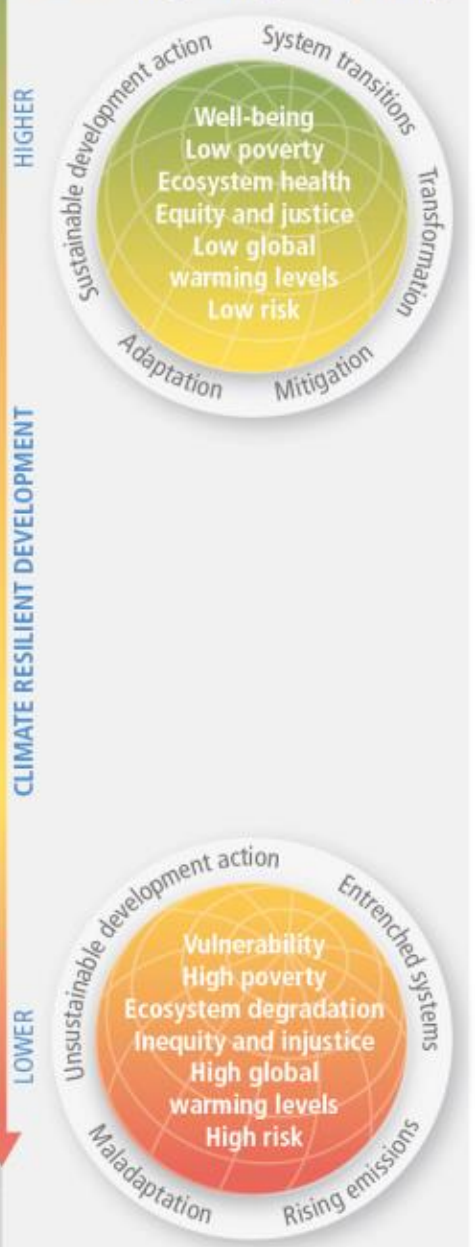 HIGHER
Sustainable development action
System transitions
Transformation
Mitigation
Adaptation
Well-being
Low poverty
Ecosystem health
Equity and justice
Low global
warming levels
Low risk
CLIMATE RESILIENT DEVELOPMENT
LOWER
Unsustainable development action
Entrenched systems
Rising emissions
Maladaptation
Vulnerability
High poverty
Ecosystem degradation
Inequity and injustice
High global
warming levels
High risk